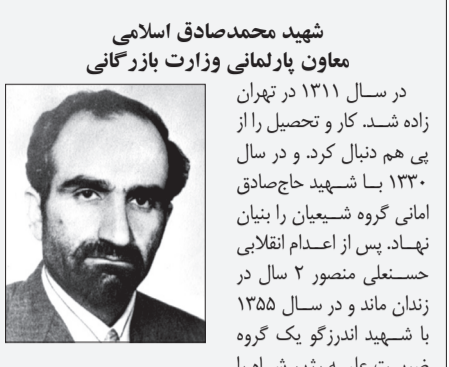 شهید محمدصادق اسلامی
معاون پارلمانی وزارت بازرگانی
در سال ۱۳۱۱ در تهران
زاده شد. کار و تحصیل را از
پی هم دنبال کرد. و در سال
۱۳۳۰ با شهید حاج‌صادق
امانی گروه شیعیان را بنیان
نهاد. پس از اعدام انقلابی
حسنعلی منصور ۲ سال در
زندان ماند و در سال ۱۳۵۵
با شهید اندرزگو یک گروه